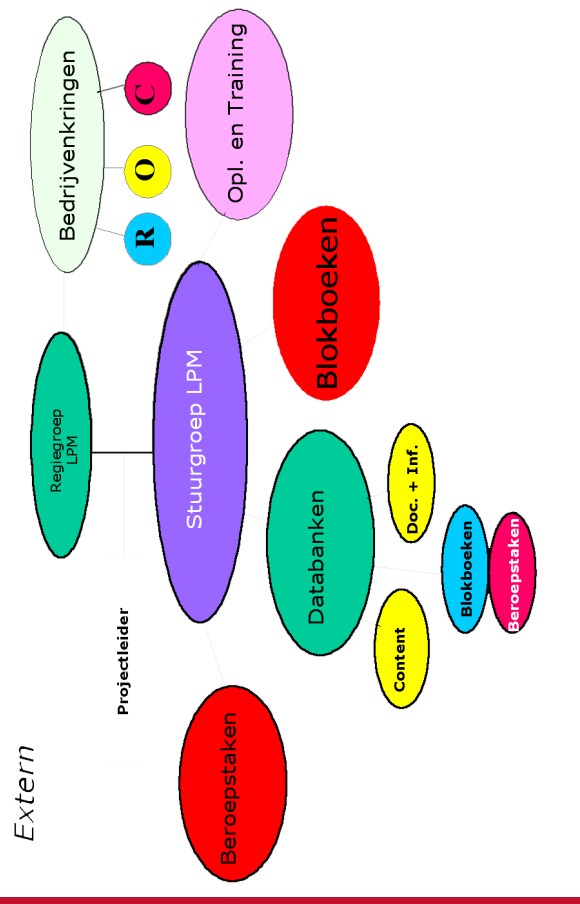 Extern
Regiegroep
LPM
Bedrijvenkringen
R
O
C
Projectleider
Stuurgroep LPM
Beroepstaken
Databanken
Blokboeken
Opl. en Training
Content
Doc. + Inf.
Blokboeken
Beroepstaken